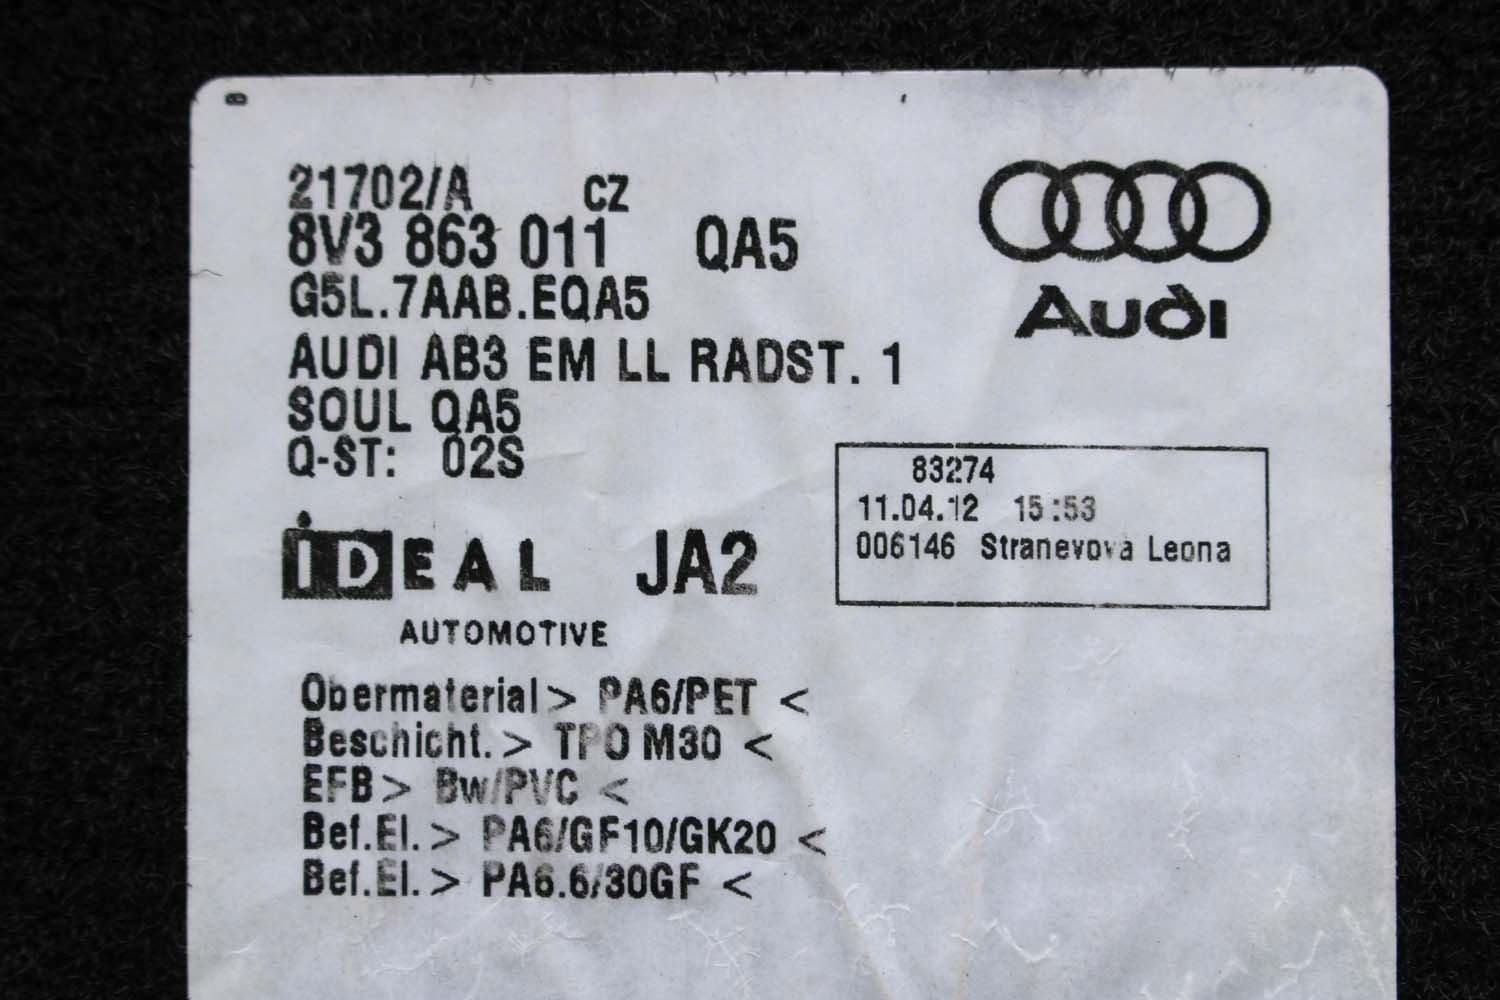 21702/A CZ
8V3 863 011 QA5
G5L.7AAB.EQA5
AUDI AB3 EM LL RADST. 1
SOUL QA5
Q-ST: 02S
Audi
83274
11.04.12 15:53
006146 Stranevova Leona
iDEAL JA2
AUTOMOTIVE
Obermaterial> PA6/PET <
Beschicht.> TPO M30 <
EFB> Bw/PVC <
Bef.El.> PA6/GF10/GK20 <
Bef.El.> PA6.6/30GF <